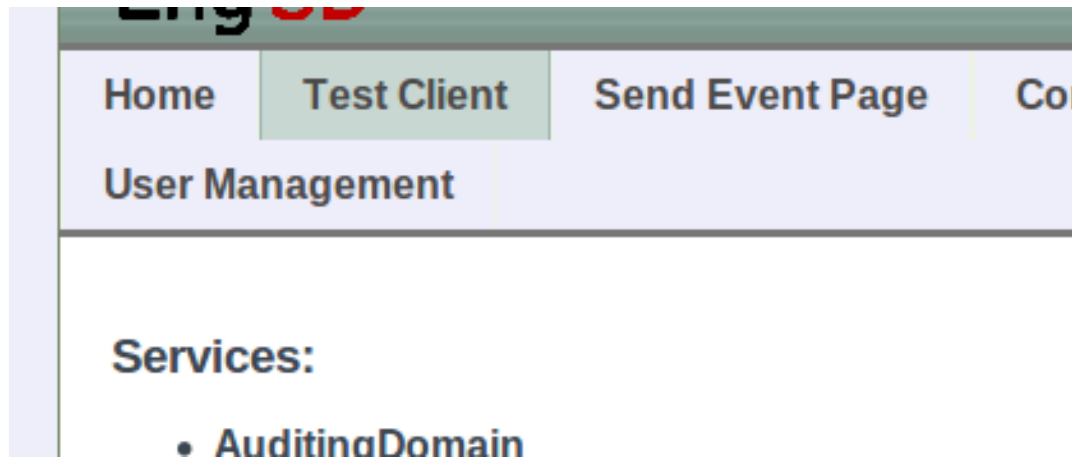 Home Test Client Send Event Page
User Management
Services:
• AuditingDomain